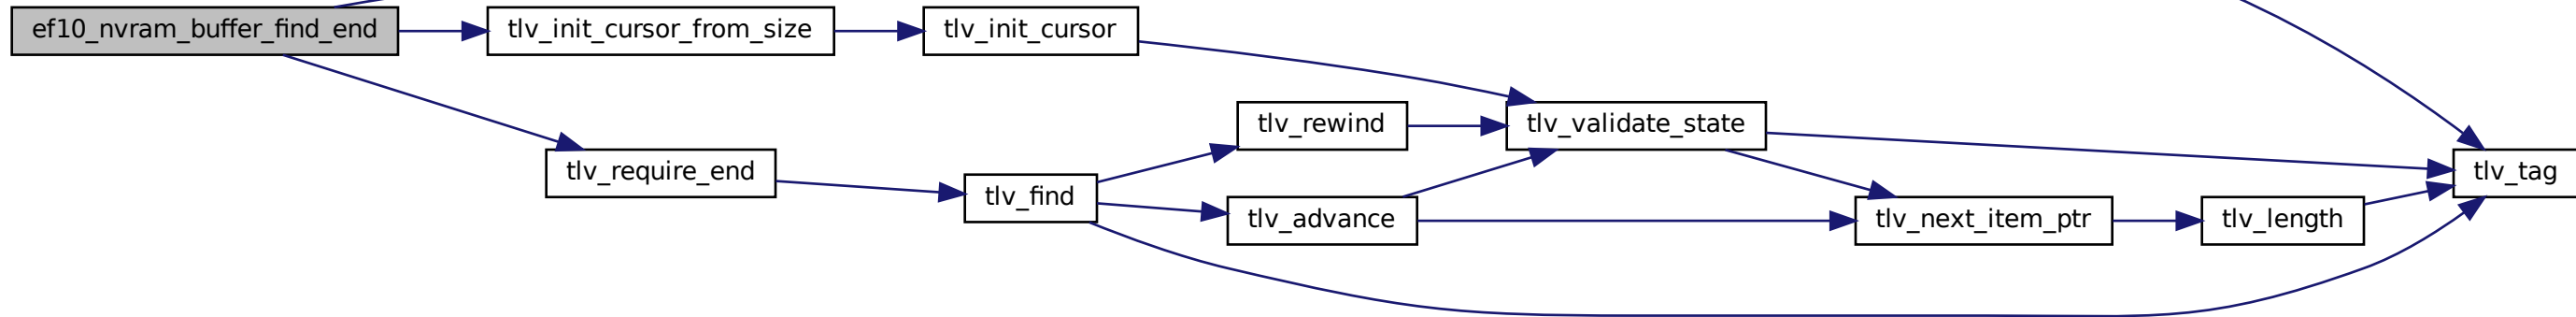 ef10_nvram_buffer_find_end
tlv_init_cursor_from_size
tlv_init_cursor
tlv_rewind
tlv_validate_state
tlv_require_end
tlv_tag
tlv_find
tlv_advance
tlv_next_item_ptr
tlv_length